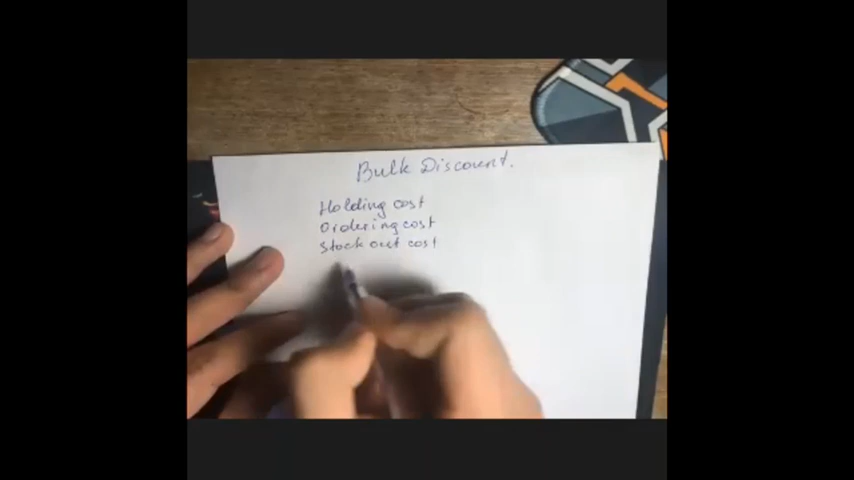 Bulk Discount.
Holding cost
Ordering cost
Stock out cost